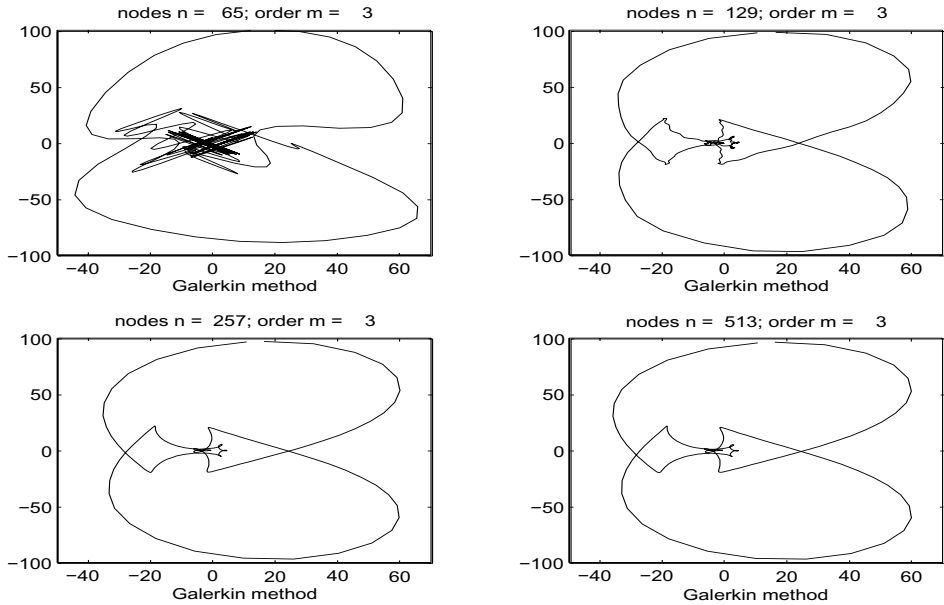 nodes n = 65; order m = 3
100
50
0
−50
−100
−40 −20 0 20 40 60
Galerkin method
nodes n = 129; order m = 3
100
50
0
−50
−100
−40 −20 0 20 40 60
Galerkin method
nodes n = 257; order m = 3
100
50
0
−50
−100
−40 −20 0 20 40 60
Galerkin method
nodes n = 513; order m = 3
100
50
0
−50
−100
−40 −20 0 20 40 60
Galerkin method